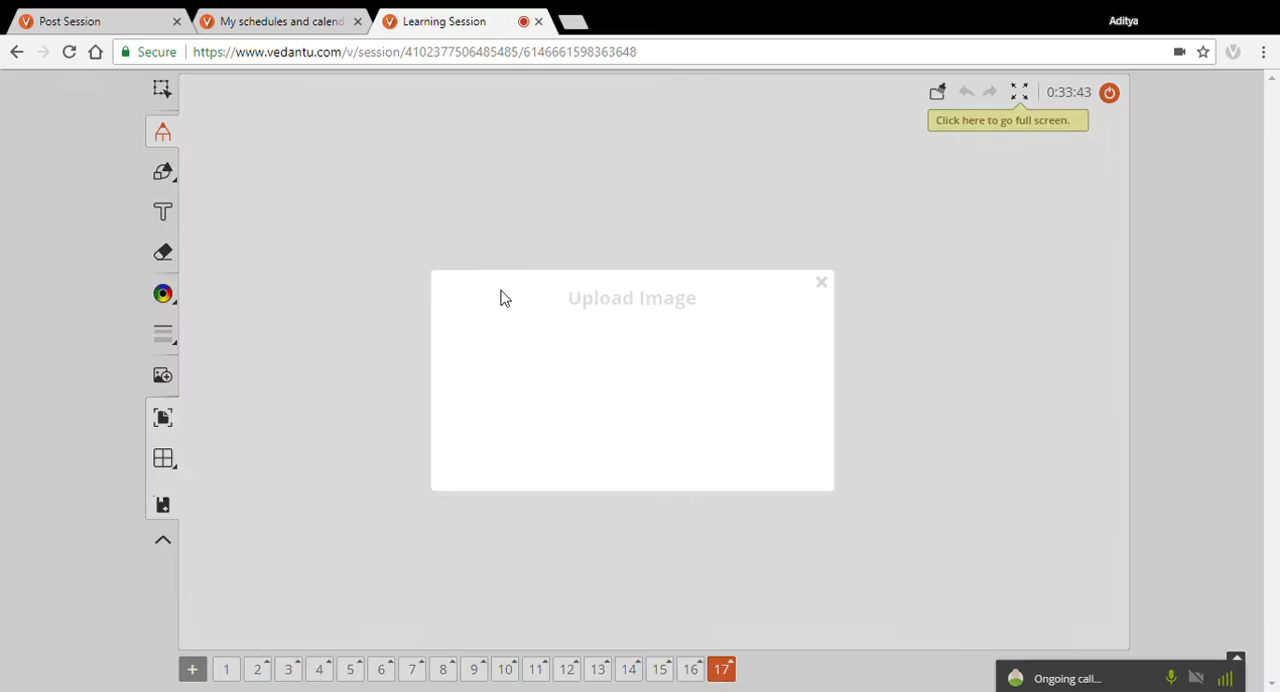 Post Session
My schedules and calend
Learning Session
Aditya
Secure
https://www.vedantu.com/v/session/4102377506485485/6146661598363648
0:33:43
Click here to go full screen.
Upload Image
+ 1 2 3 4 5 6 7 8 9 10 11 12 13 14 15 16 17
Ongoing call...